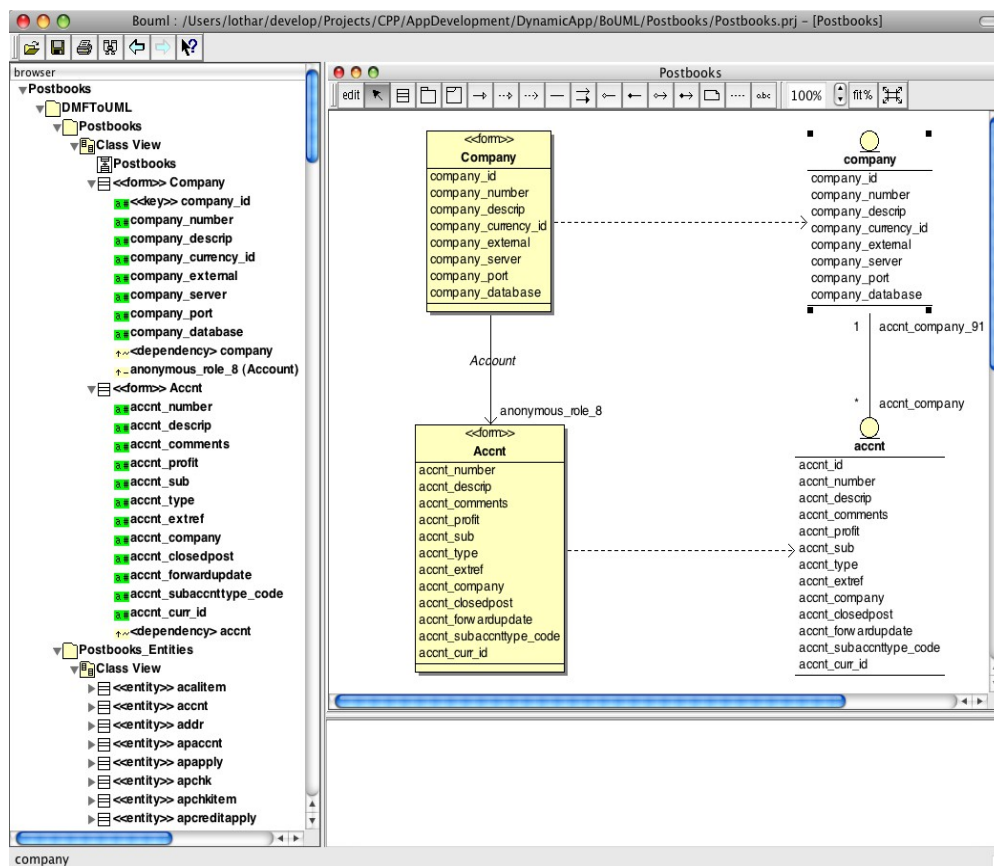 Bouml : /Users/lothar/develop/Projects/CPP/AppDevelopment/DynamicApp/BoUML/Postbooks/Postbooks.prj - [Postbooks]
browser
Postbooks
DMFToUML
Postbooks
Class View
Postbooks
<<form>> Company
<<key>> company_id
company_number
company_descrip
company_currency_id
company_external
company_server
company_port
company_database
<dependency> company
anonymous_role_8 (Account)
<<form>> Accnt
accnt_number
accnt_descrip
accnt_comments
accnt_profit
accnt_sub
accnt_type
accnt_extref
accnt_company
accnt_closedpost
accnt_forwardupdate
accnt_subaccnttype_code
accnt_curr_id
<dependency> accnt
Postbooks_Entities
Class View
<<entity>> acalitem
<<entity>> accnt
<<entity>> addr
<<entity>> apaccnt
<<entity>> apapply
<<entity>> apchk
<<entity>> apchkitem
<<entity>> apcreditapply
Postbooks
edit abc 100% fit%
<<form>>
Company
company_id
company_number
company_descrip
company_currency_id
company_external
company_server
company_port
company_database
company
company_id
company_number
company_descrip
company_currency_id
company_external
company_server
company_port
company_database
Account
anonymous_role_8
1 accnt_company_91
* accnt_company
<<form>>
Accnt
accnt_number
accnt_descrip
accnt_comments
accnt_profit
accnt_sub
accnt_type
accnt_extref
accnt_company
accnt_closedpost
accnt_forwardupdate
accnt_subaccnttype_code
accnt_curr_id
accnt
accnt_id
accnt_number
accnt_descrip
accnt_comments
accnt_profit
accnt_sub
accnt_type
accnt_extref
accnt_company
accnt_closedpost
accnt_forwardupdate
accnt_subaccnttype_code
accnt_curr_id
company